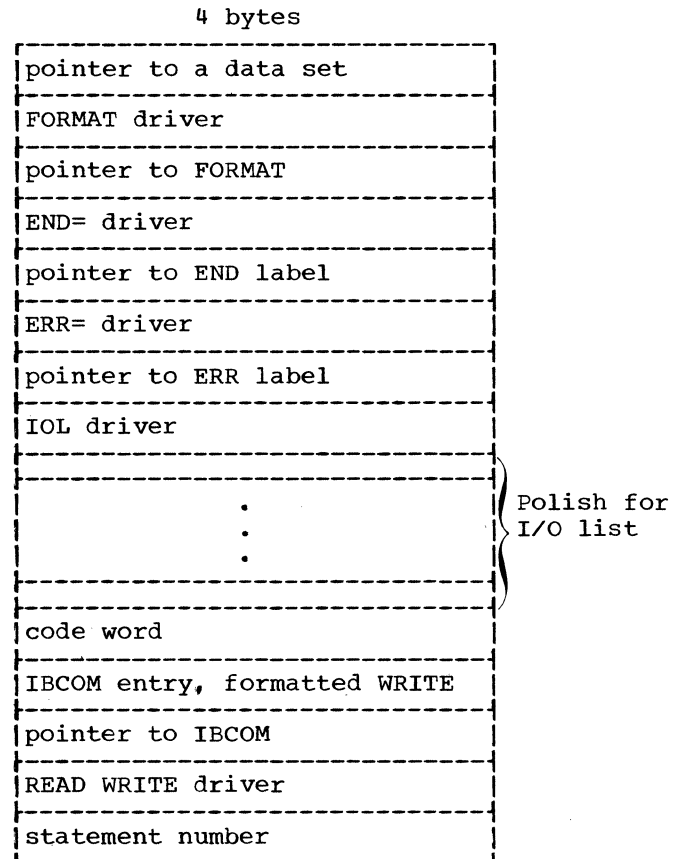 4 bytes
pointer to a data set
FORMAT driver
pointer to FORMAT
END= driver
pointer to END label
ERR= driver
pointer to ERR label
IOL driver
Polish for
I/O list
code word
IBCOM entry, formatted WRITE
pointer to IBCOM
READ WRITE driver
statement number